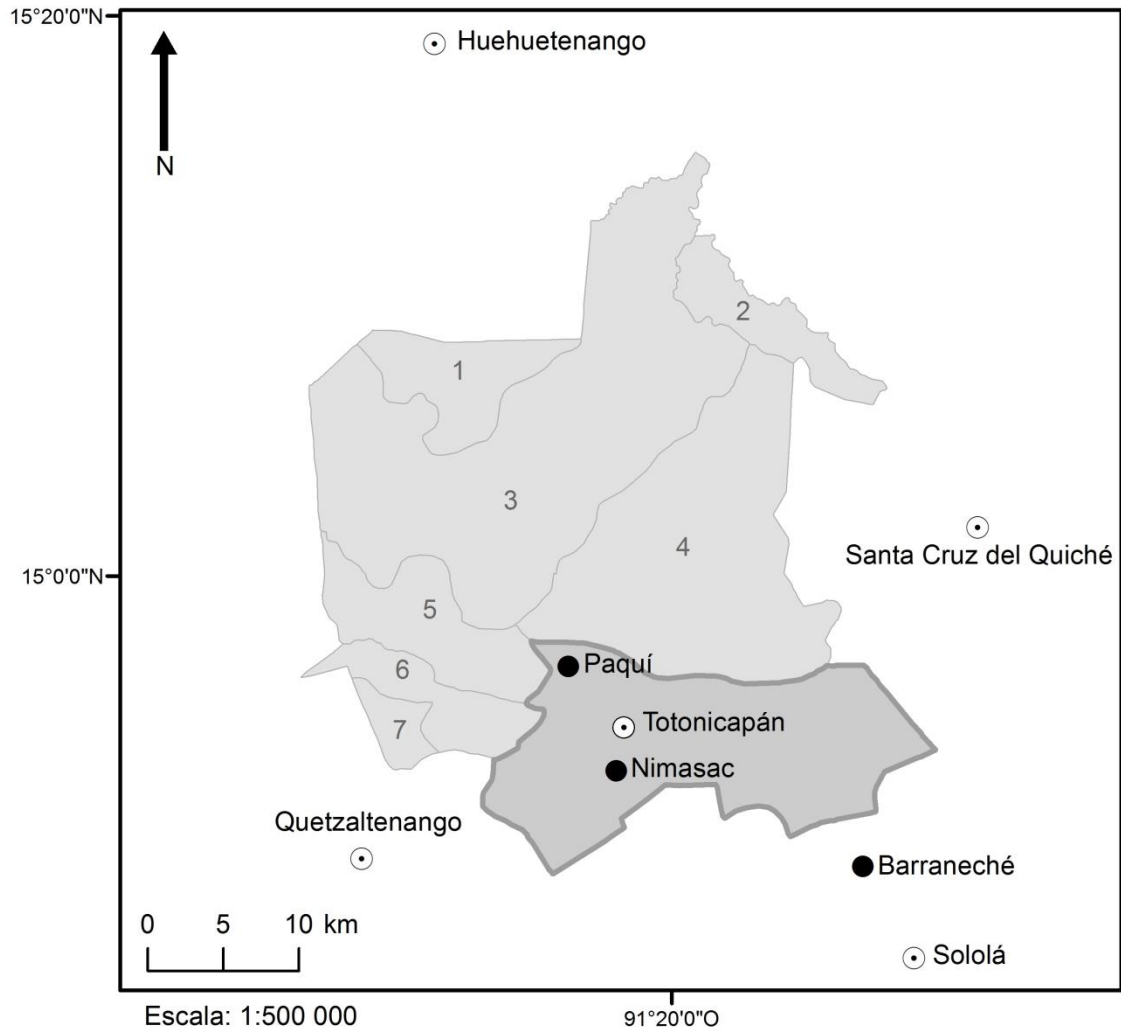 15°20'0"N
Huehuetenango
N
2
1
3
4
Santa Cruz del Quiché
15°0'0"N
5
Paquí
6
7
Totonicapán
Nimasac
Quetzaltenango
Barraneché
0 5 10 km
Sololá
Escala: 1:500 000
91°20'0"O